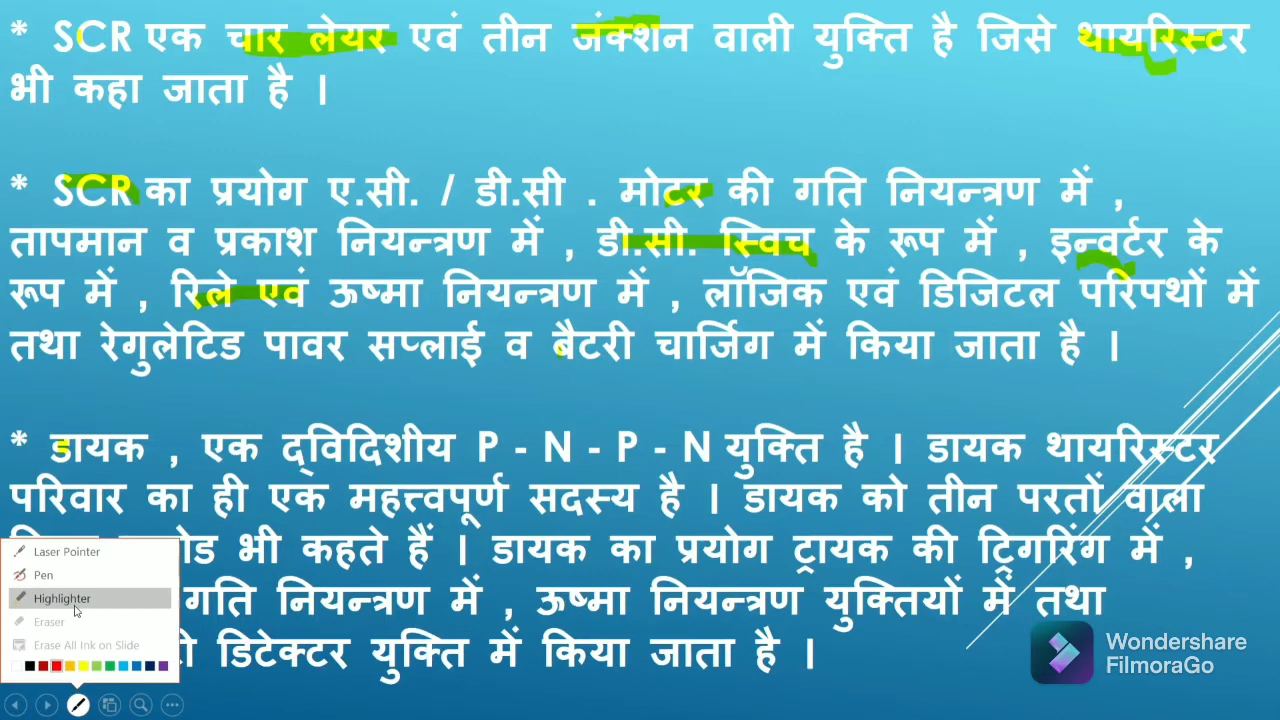 * SCR एक चार लेयर एवं तीन जंक्शन वाली युक्ति है जिसे थायरिस्टर
भी कहा जाता है ।
* SCR का प्रयोग ए.सी. / डी.सी . मोटर की गति नियन्त्रण में ,
तापमान व प्रकाश नियन्त्रण में , डी.सी. स्विच के रूप में , इन्वर्टर के
रूप में , रिले एवं ऊष्मा नियन्त्रण में , लॉजिक एवं डिजिटल परिपथों में
तथा रेगुलेटिड पावर सप्लाई व बैटरी चार्जिग में किया जाता है ।
* डायक , एक द्विदिशीय P - N - P - N युक्ति है । डायक थायरिस्टर
परिवार का ही एक महत्त्वपूर्ण सदस्य है । डायक को तीन परतों वाला
भी कहते हैं । डायक का प्रयोग ट्रायक की ट्रिगरिंग में ,
गति नियन्त्रण में , ऊष्मा नियन्त्रण युक्तियों में तथा
डिटेक्टर युक्ति में किया जाता है ।
Laser Pointer
Pen
Highlighter
Eraser
Erase All Ink on Slide
Wondershare
FilmoraGo